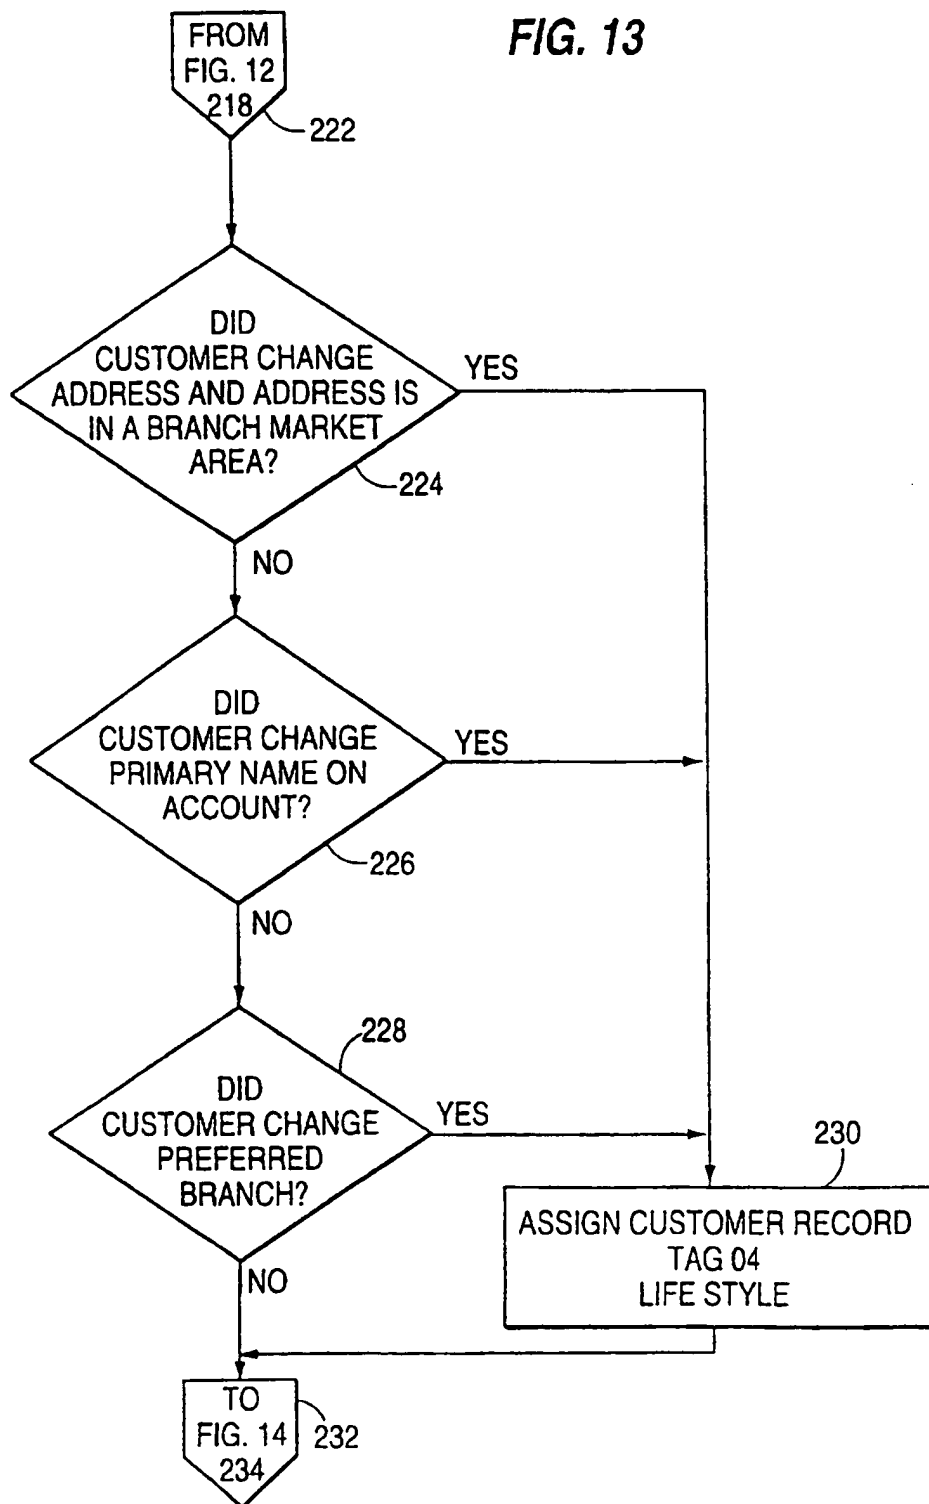 FIG. 13
FROM
FIG. 12
218
222
DID
CUSTOMER CHANGE
ADDRESS AND ADDRESS IS
IN A BRANCH MARKET
AREA?
YES
224
NO
DID
CUSTOMER CHANGE
PRIMARY NAME ON
ACCOUNT?
YES
226
NO
228
DID
CUSTOMER CHANGE
PREFERRED
BRANCH?
YES
230
ASSIGN CUSTOMER RECORD
TAG 04
LIFE STYLE
NO
TO
FIG. 14
234
232